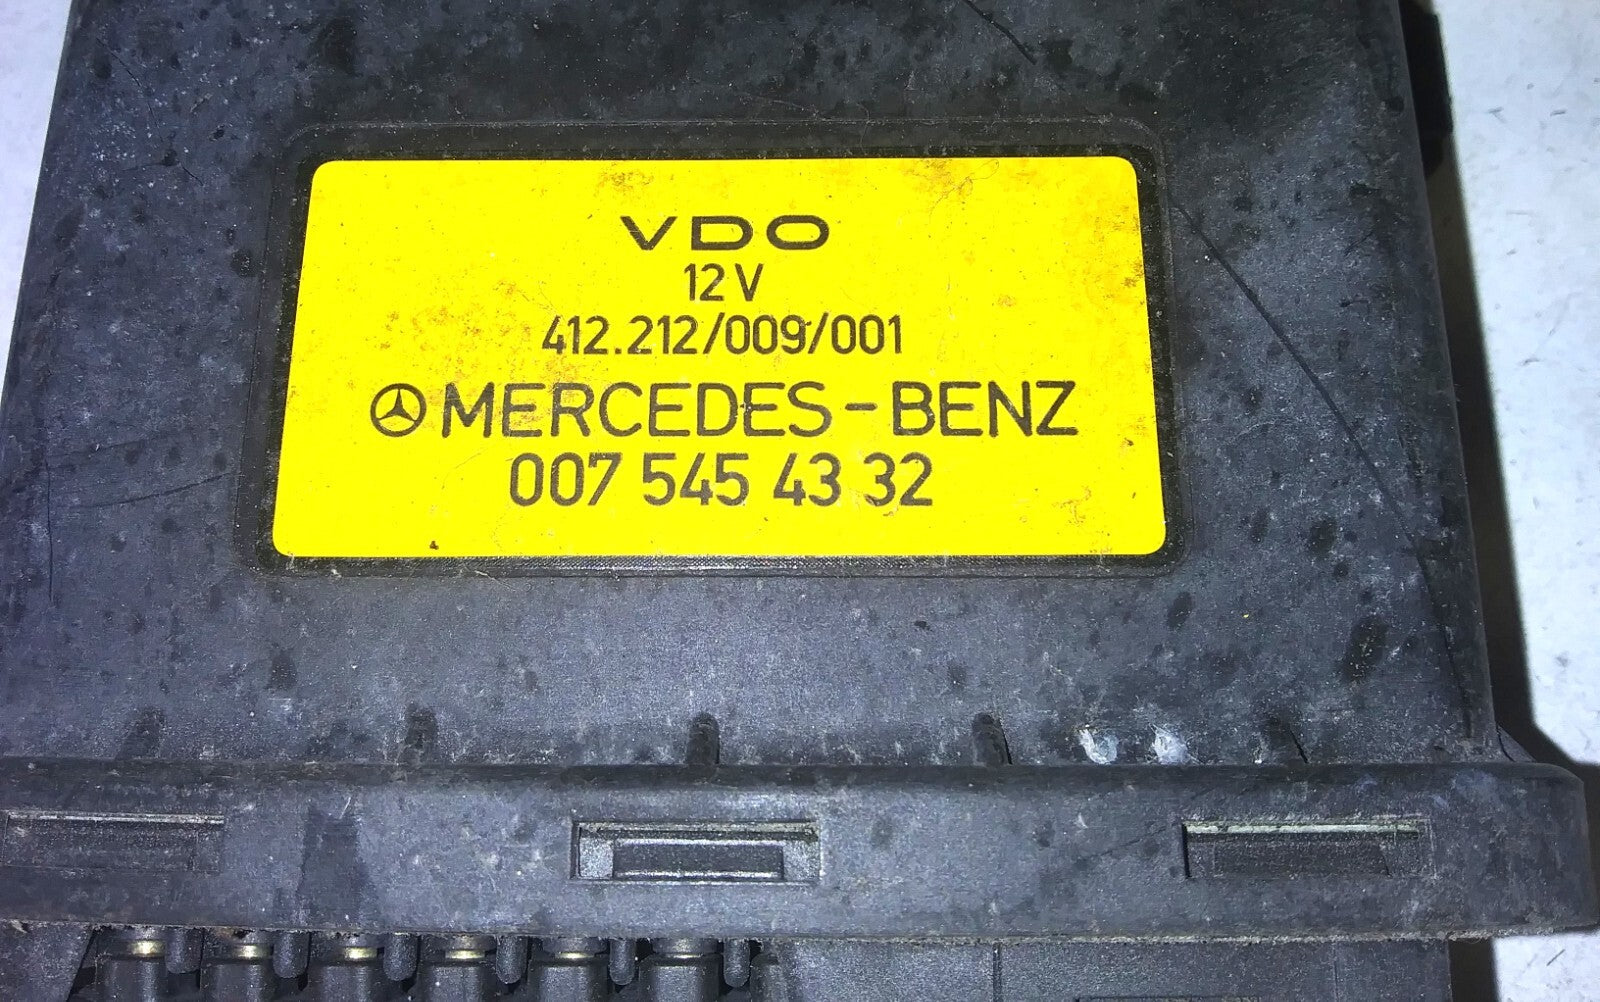 VDO
12 V
412.212/009/001
MERCEDES-BENZ
007 545 43 32